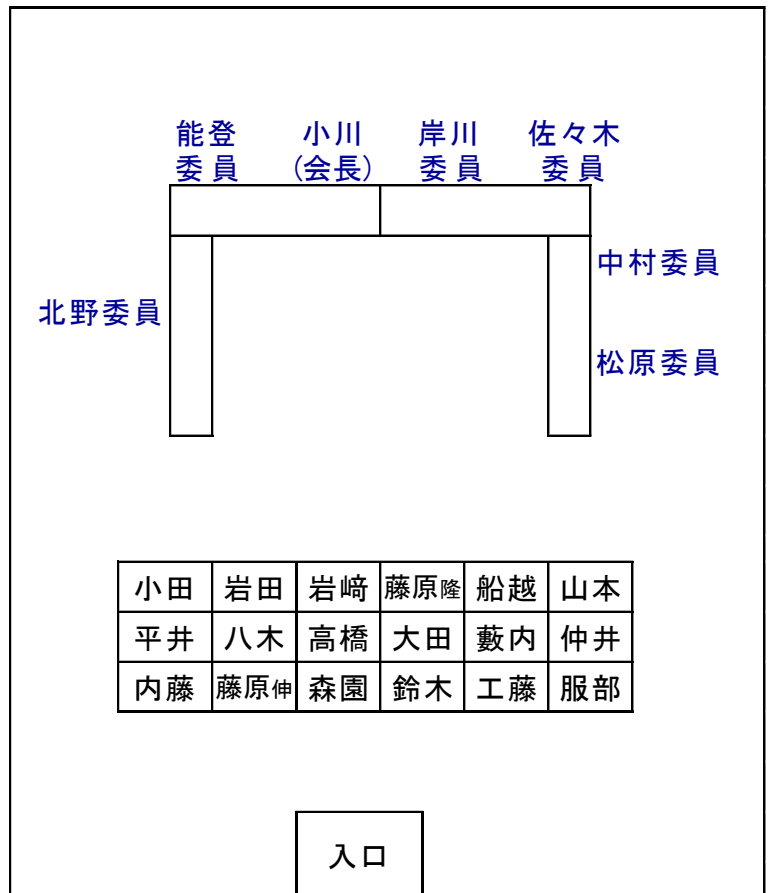 能登 小川 岸川 佐々木
委員 (会長) 委員 委員
中村委員
北野委員
松原委員
小田 岩田 岩﨑 藤原隆 船越 山本
平井 八木 高橋 大田 藪内 仲井
内藤 藤原伸 森園 鈴木 工藤 服部
入口